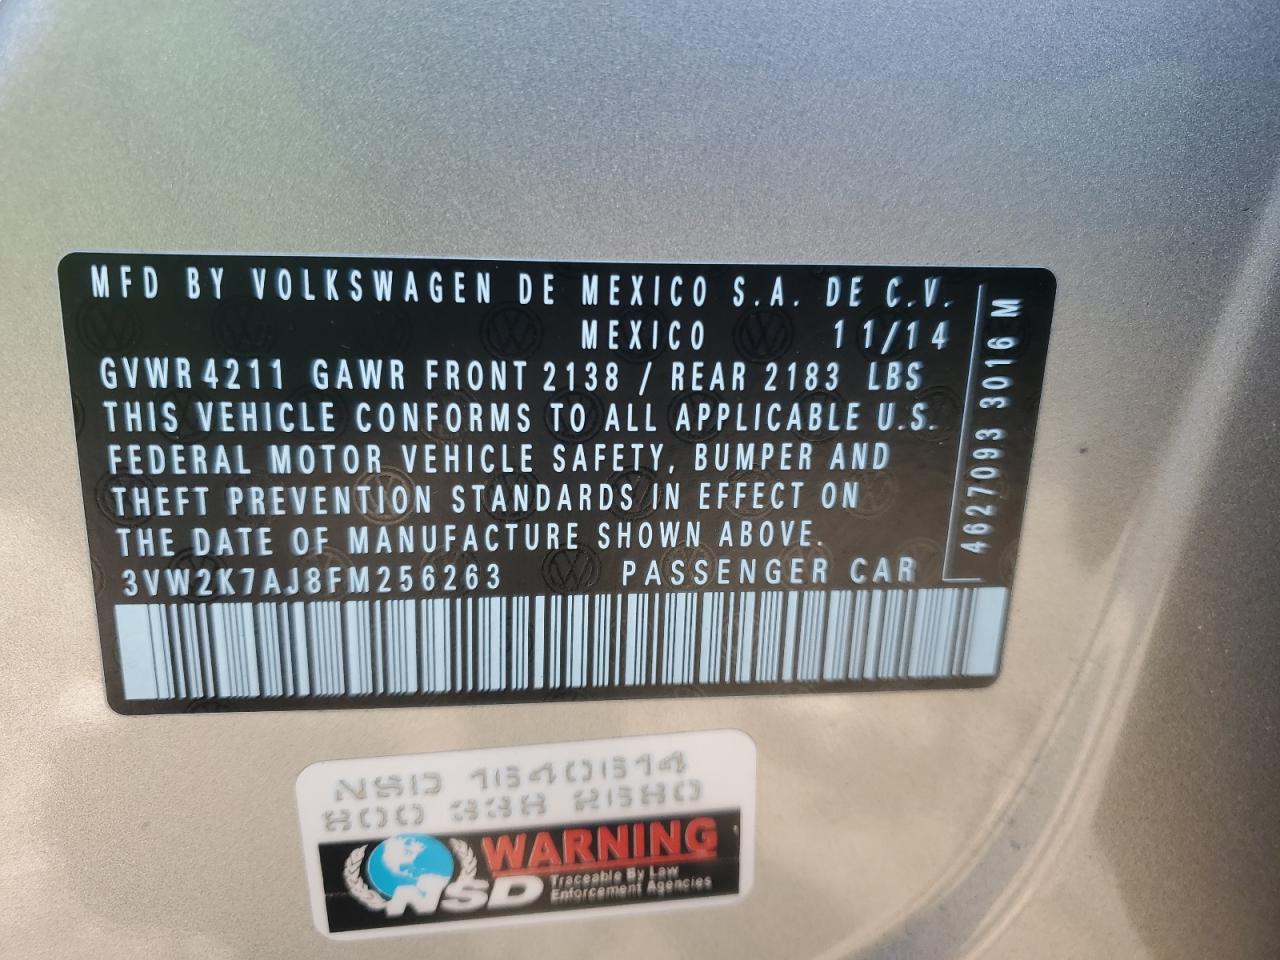 MFD BY VOLKSWAGEN DE MEXICO S.A. DE C.V.
MEXICO 11/14
GVWR 4211 GAWR FRONT 2138 / REAR 2183 LBS
THIS VEHICLE CONFORMS TO ALL APPLICABLE U.S.
FEDERAL MOTOR VEHICLE SAFETY, BUMPER AND
THEFT PREVENTION STANDARDS IN EFFECT ON
THE DATE OF MANUFACTURE SHOWN ABOVE.
3VW2K7AJ8FM256263 PASSENGER CAR
4627093 3016 M
NSD 1640614
800 338 2680
WARNING
NSD
Traceable By Law
Enforcement Agencies